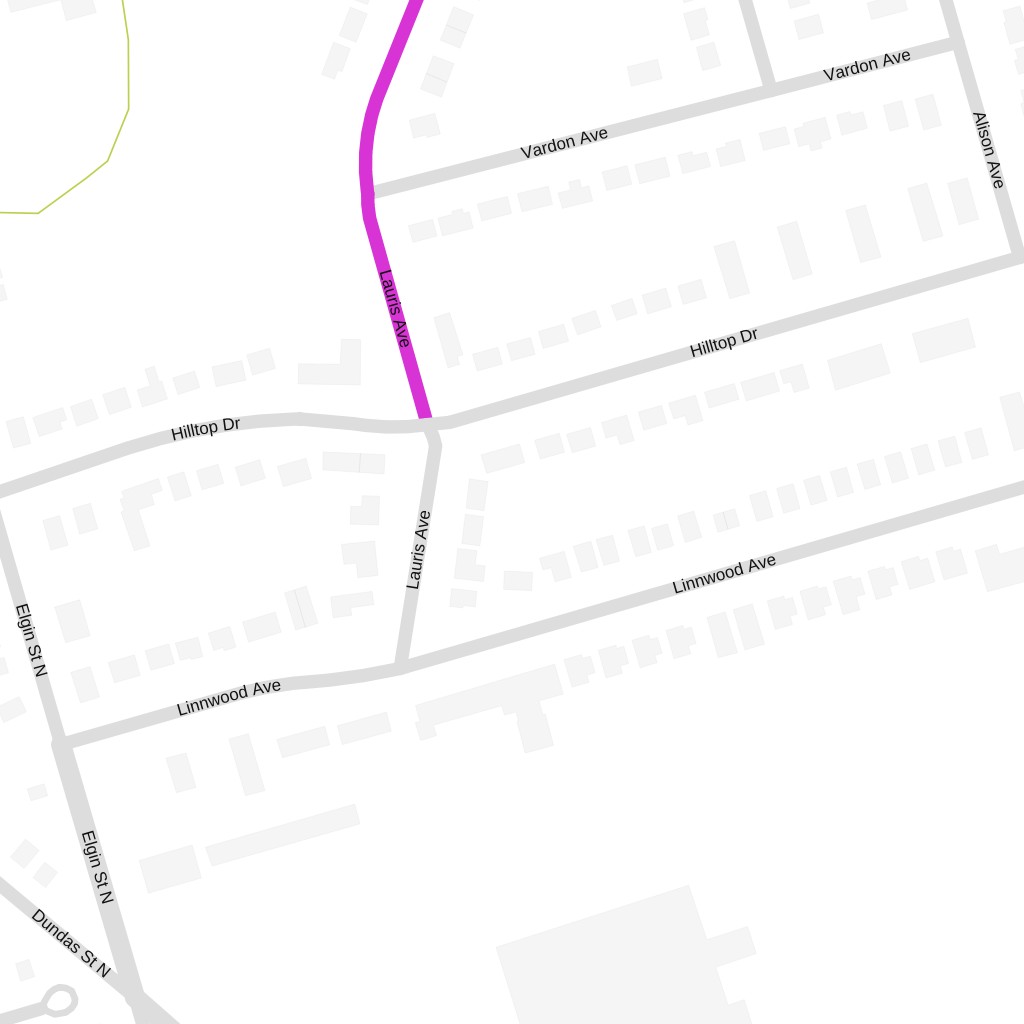 Vardon Ave
Vardon Ave
Alison Ave
Lauris Ave
Hilltop Dr
Hilltop Dr
Lauris Ave
Linnwood Ave
Elgin St N
Linnwood Ave
Elgin St N
Dundas St N